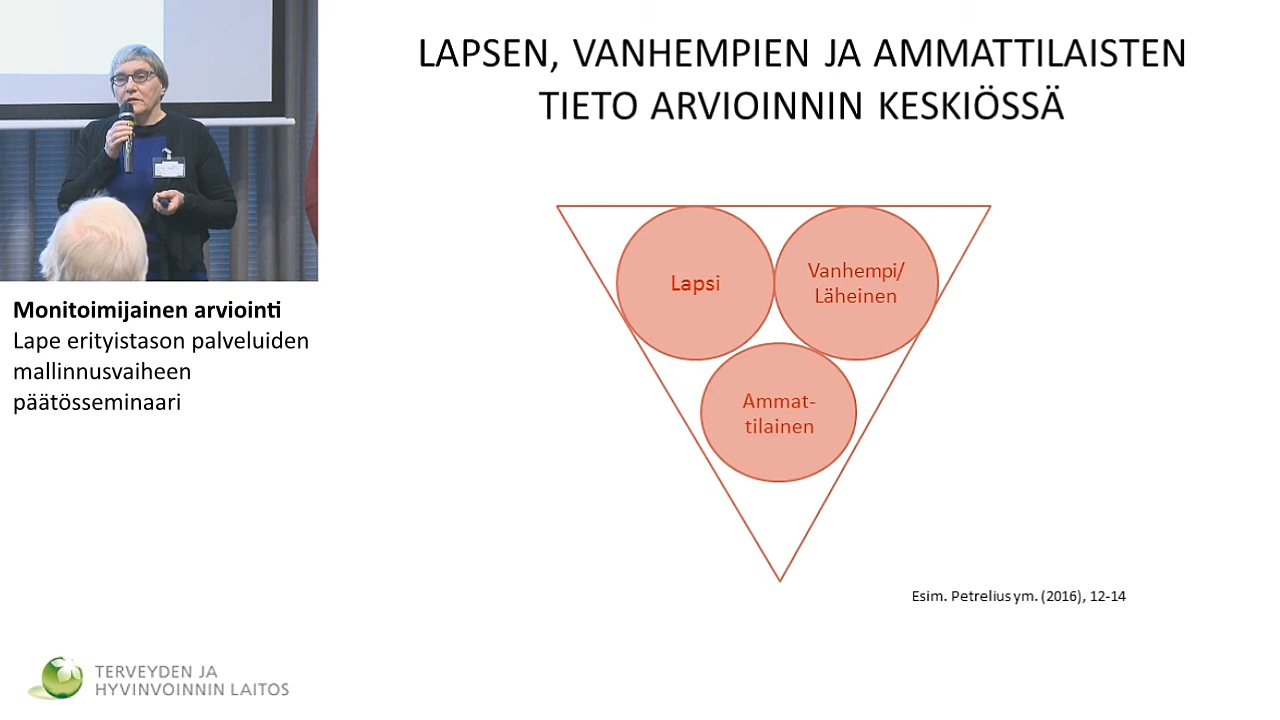 LAPSEN, VANHEMPIEN JA AMMATTILAISTEN
TIETO ARVIOINNIN KESKIÖSSÄ
Lapsi
Vanhempi/
Läheinen
Ammat-
tilainen
Esim. Petrelius ym. (2016), 12-14
Monitoimijainen arviointi
Lape erityistason palveluiden
mallinnusvaiheen
päätösseminaari
TERVEYDEN JA
HYVINVOINNIN LAITOS